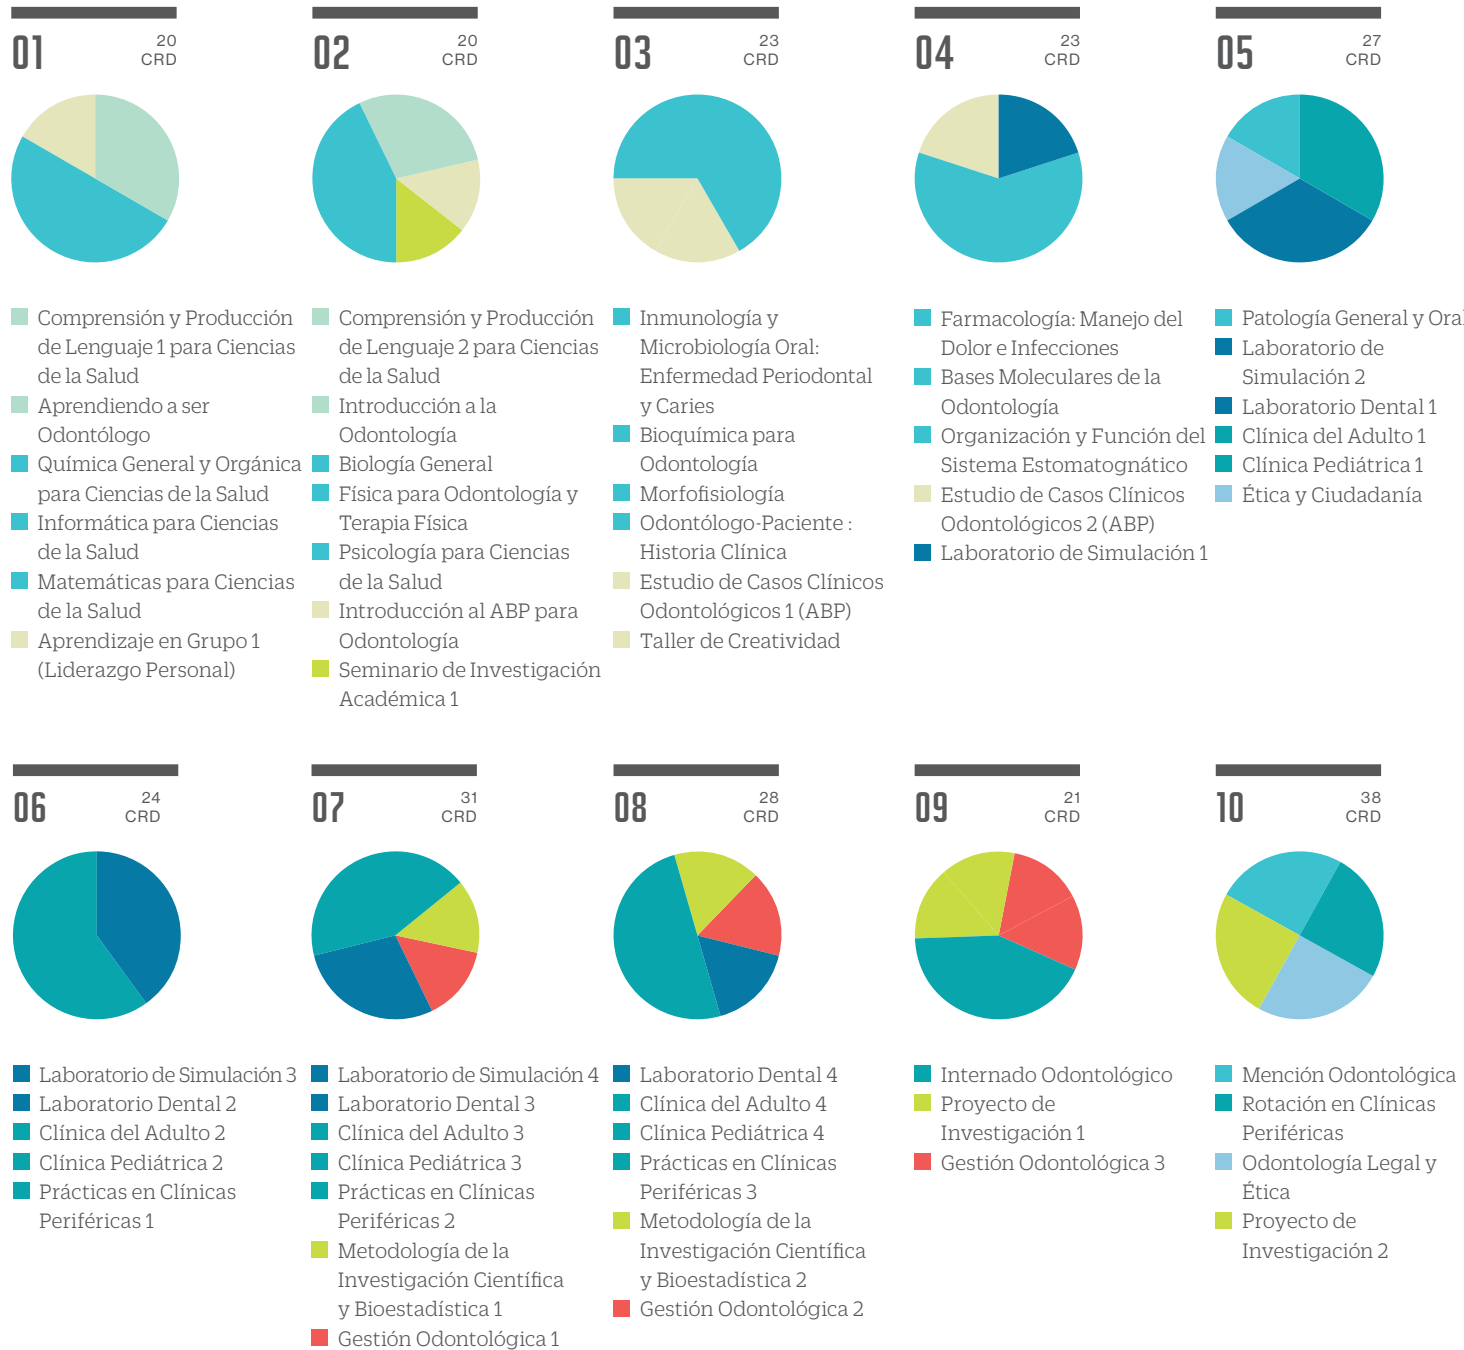 01
20
CRD
Comprensión y Producción
de Lenguaje 1 para Ciencias
de la Salud
Aprendiendo a ser
Odontólogo
Química General y Orgánica
para Ciencias de la Salud
Informática para Ciencias
de la Salud
Matemáticas para Ciencias
de la Salud
Aprendizaje en Grupo 1
(Liderazgo Personal)
02
20
CRD
Comprensión y Producción
de Lenguaje 2 para Ciencias
de la Salud
Introducción a la
Odontología
Biología General
Física para Odontología y
Terapia Física
Psicología para Ciencias
de la Salud
Introducción al ABP para
Odontología
Seminario de Investigación
Académica 1
03
23
CRD
Inmunología y
Microbiología Oral:
Enfermedad Periodontal
y Caries
Bioquímica para
Odontología
Morfofisiología
Odontólogo-Paciente :
Historia Clínica
Estudio de Casos Clínicos
Odontológicos 1 (ABP)
Taller de Creatividad
04
23
CRD
Farmacología: Manejo del
Dolor e Infecciones
Bases Moleculares de la
Odontología
Organización y Función del
Sistema Estomatognático
Estudio de Casos Clínicos
Odontológicos 2 (ABP)
Laboratorio de Simulación 1
05
27
CRD
Patología General y Oral
Laboratorio de
Simulación 2
Laboratorio Dental 1
Clínica del Adulto 1
Clínica Pediátrica 1
Ética y Ciudadanía
06
24
CRD
Laboratorio de Simulación 3
Laboratorio Dental 2
Clínica del Adulto 2
Clínica Pediátrica 2
Prácticas en Clínicas
Periféricas 1
07
31
CRD
Laboratorio de Simulación 4
Laboratorio Dental 3
Clínica del Adulto 3
Clínica Pediátrica 3
Prácticas en Clínicas
Periféricas 2
Metodología de la
Investigación Científica
y Bioestadística 1
Gestión Odontológica 1
08
28
CRD
Laboratorio Dental 4
Clínica del Adulto 4
Clínica Pediátrica 4
Prácticas en Clínicas
Periféricas 3
Metodología de la
Investigación Científica
y Bioestadística 2
Gestión Odontológica 2
09
21
CRD
Internado Odontológico
Proyecto de
Investigación 1
Gestión Odontológica 3
10
38
CRD
Mención Odontológica
Rotación en Clínicas
Periféricas
Odontología Legal y
Ética
Proyecto de
Investigación 2